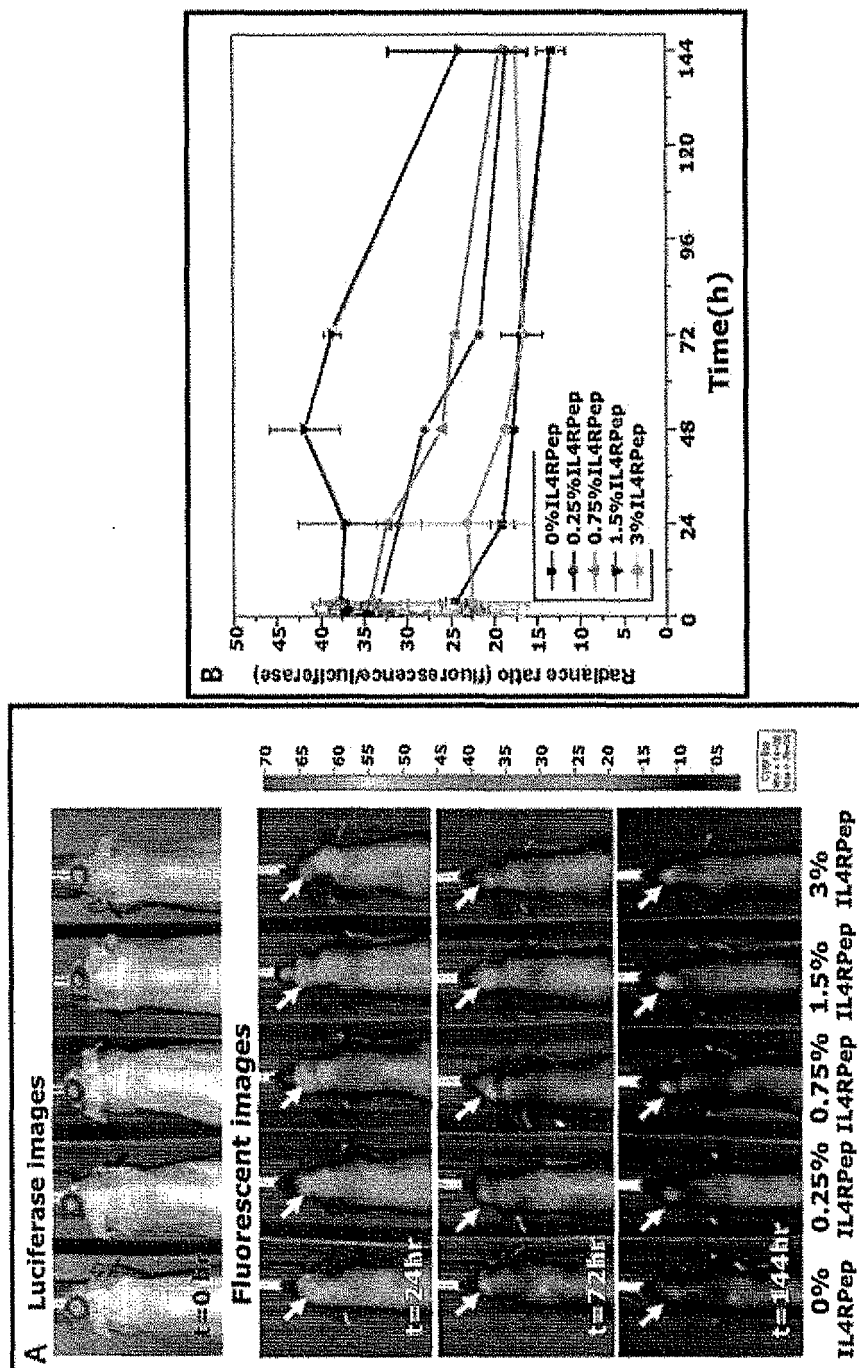 A Luciferase images
t=0 hr
Fluorescent images
t=24hr
t=72hr
t=144hr
0% 0.25% 0.75% 1.5% 3%
IL4RPep IL4RPep IL4RPep IL4RPep IL4RPep
70
65
60
55
50
45
40
35
30
25
20
15
10
05
B
Radiance ratio (fluorescence/luciferase)
50
45
40
35
30
25
20
15
10
5
0
0%IL4RPep
0.25%IL4RPep
0.75%IL4RPep
1.5%IL4RPep
3%IL4RPep
0 24 48 72 96 120 144
Time(h)